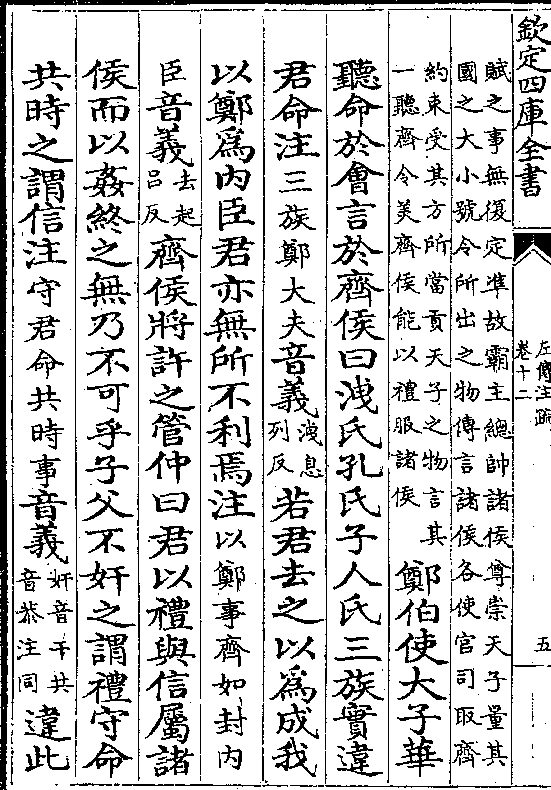 欽定四庫全書
左傳注疏
卷十二
五
賦之事無復定準故霸主總帥諸侯尊崇天子量其
國之大小號令所出之物傳言諸侯各使官司取齊
約束受其方所當貢天子之物言其
一聽齊令美齊侯能以禮服諸侯
鄭伯使大子華
聽命於會言於齊侯曰洩氏孔氏子人氏三族實違
君命注三族鄭大夫音義洩息列反若君去之以為成我
以鄭為內臣君亦無所不利焉注以鄭事齊如封內
臣音義去起呂反齊侯將許之管仲曰君以禮與信屬諸
侯而以姦終之無乃不可乎子父不奸之謂禮守命
共時之謂信注守君命共時事音義奸音干共音恭注同違此